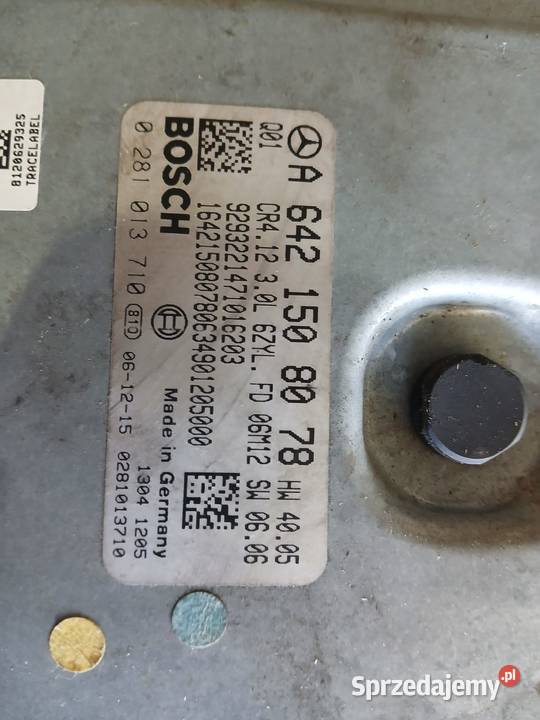 A 642 150 80 78 HW 40.05
Q01 CR4.12 3.0L 6ZYL. FD 06M12 SW 06.06
9293221471016203
164215080780634901205000
BOSCH Made in Germany
1304 1205
0 281 013 710 81J 06-12-15 0281013710
8120629325
TRACELABEL
Sprzedajemy.pl